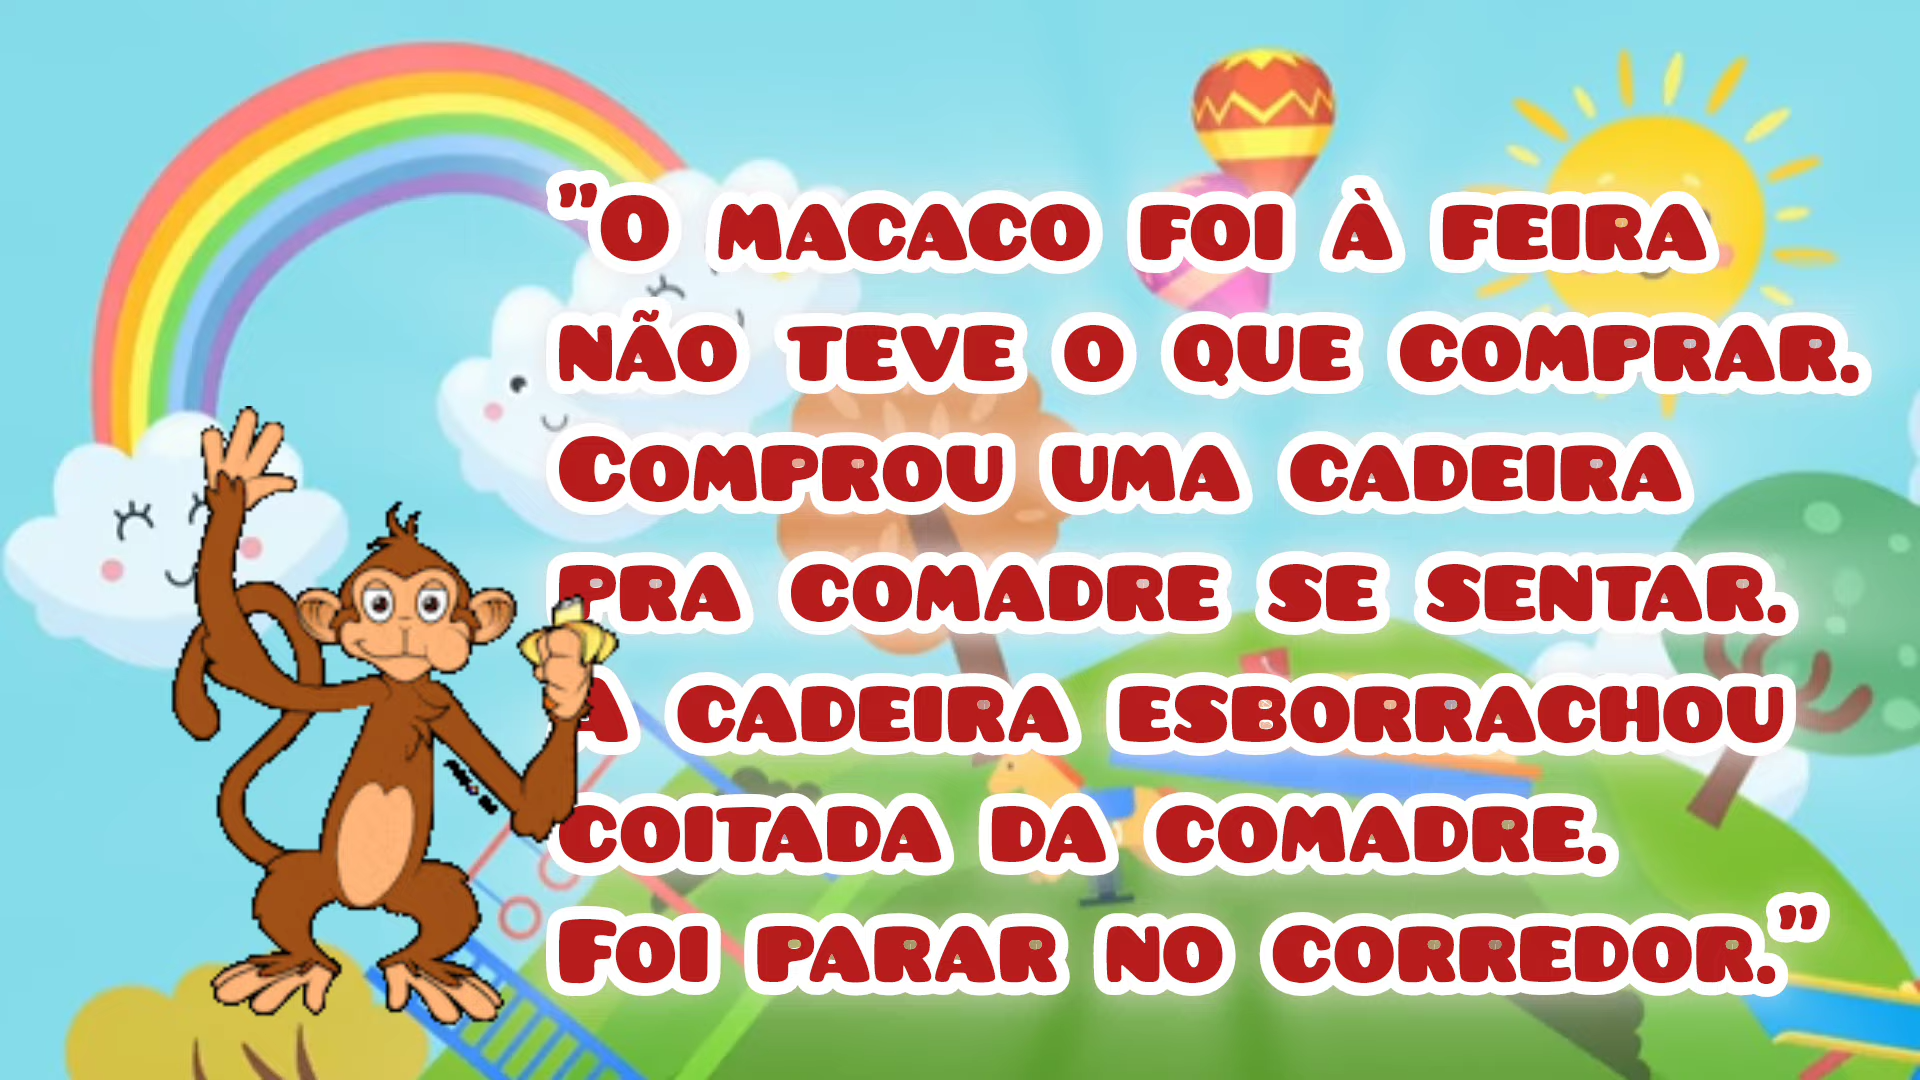 "O MACACO FOI À FEIRA
NÃO TEVE O QUE COMPRAR.
COMPROU UMA CADEIRA
PRA COMADRE SE SENTAR.
A CADEIRA ESBORRACHOU
COITADA DA COMADRE.
FOI PARAR NO CORREDOR."